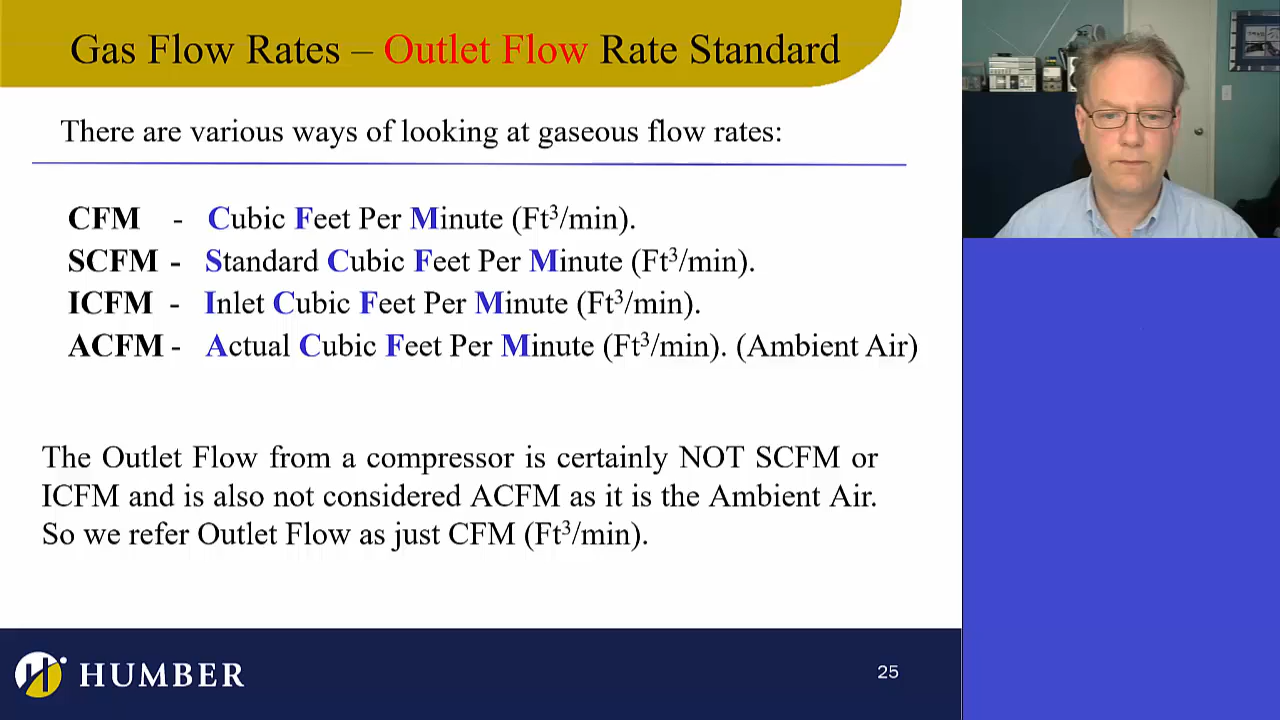 Gas Flow Rates – Outlet Flow Rate Standard
There are various ways of looking at gaseous flow rates:
CFM - Cubic Feet Per Minute (Ft³/min).
SCFM - Standard Cubic Feet Per Minute (Ft³/min).
ICFM - Inlet Cubic Feet Per Minute (Ft³/min).
ACFM - Actual Cubic Feet Per Minute (Ft³/min). (Ambient Air)
The Outlet Flow from a compressor is certainly NOT SCFM or
ICFM and is also not considered ACFM as it is the Ambient Air.
So we refer Outlet Flow as just CFM (Ft³/min).
HUMBER
25